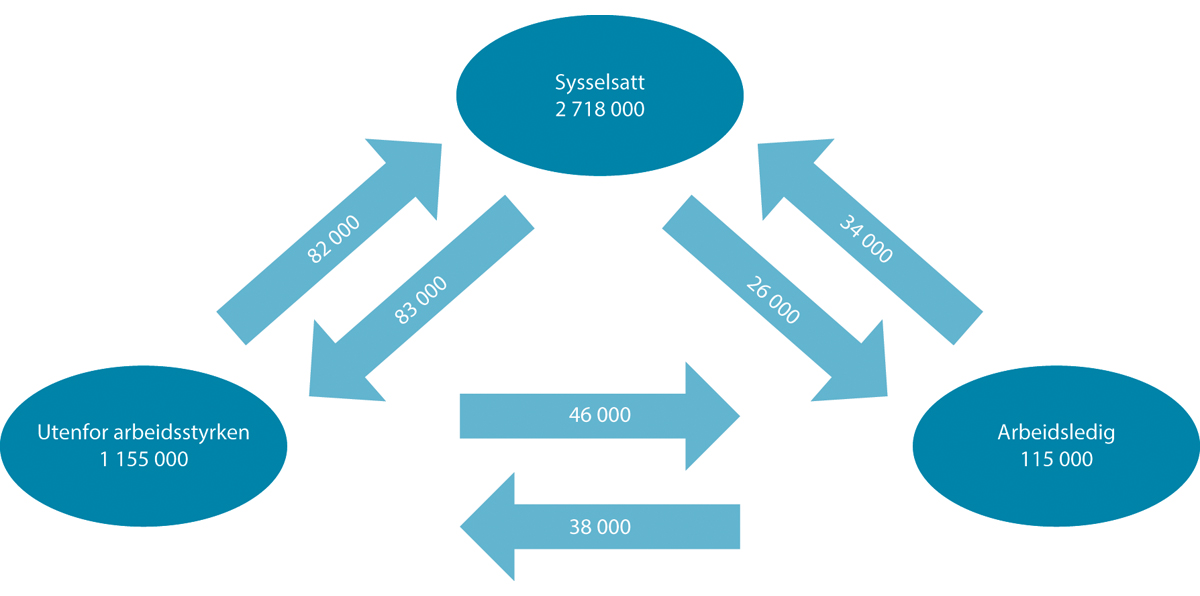 Sysselsatt
2 718 000
82 000
83 000
26 000
34 000
Utenfor arbeidsstyrken
1 155 000
46 000
38 000
Arbeidsledig
115 000